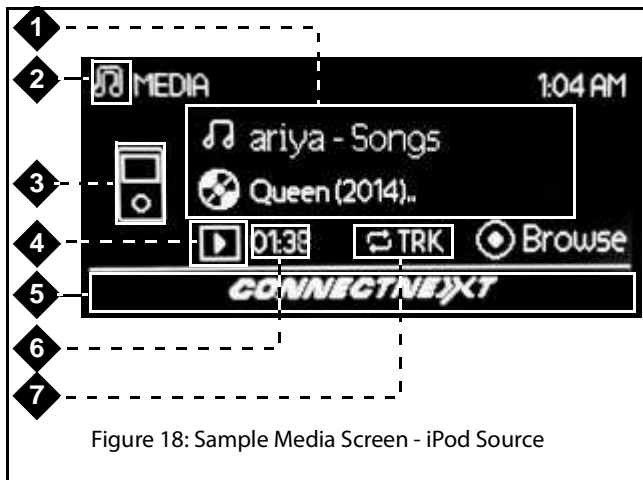 1
2 MEDIA 1:04 AM
ariya - Songs
3 Queen (2014)..
4 01:38 TRK Browse
5 CONNECTNEXT
6
7
Figure 18: Sample Media Screen - iPod Source